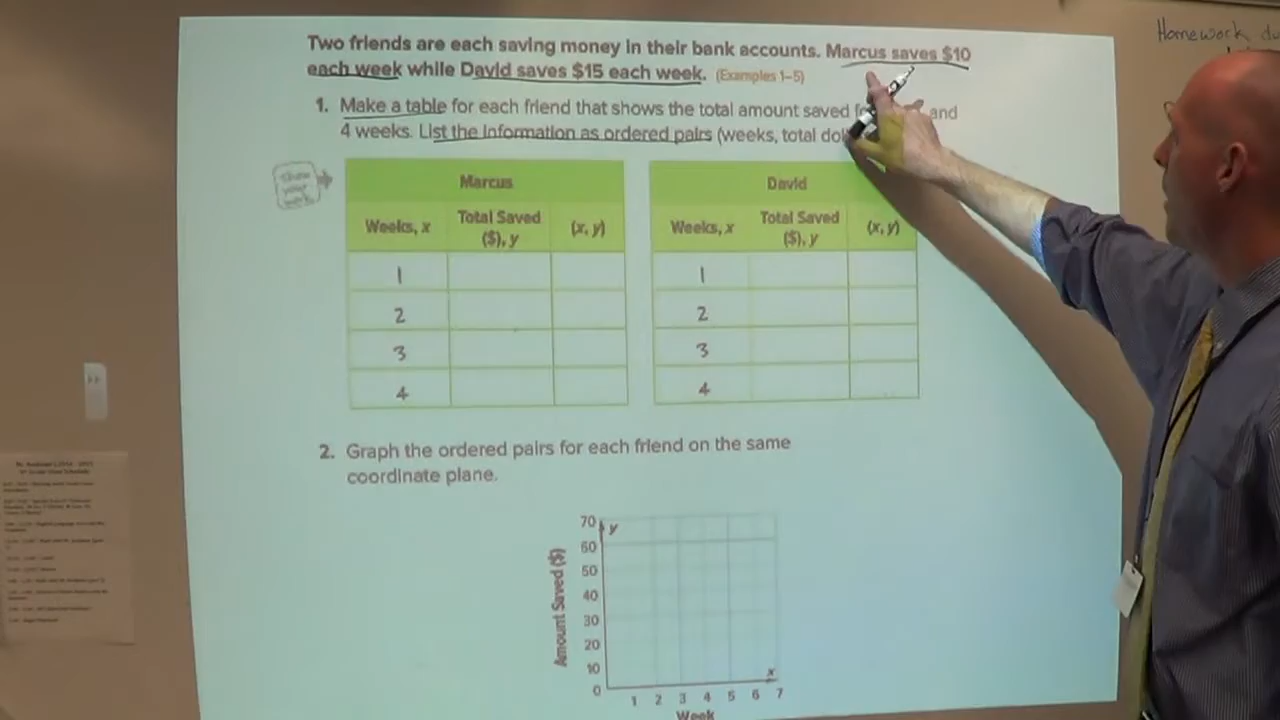 Homework du
Two friends are each saving money in their bank accounts. Marcus saves $10
each week while David saves $15 each week. (Examples 1–5)
1. Make a table for each friend that shows the total amount saved and
4 weeks. List the information as ordered pairs (weeks, total
Show
your
work
Marcus
Weeks, x Total Saved ($), y (x, y)
1
2
3
4
David
Weeks, x Total Saved ($), y (x, y)
1
2
3
4
2. Graph the ordered pairs for each friend on the same
coordinate plane.
Amount Saved ($)
70
60
50
40
30
20
10
0
y
x
1 2 3 4 5 6 7
Week